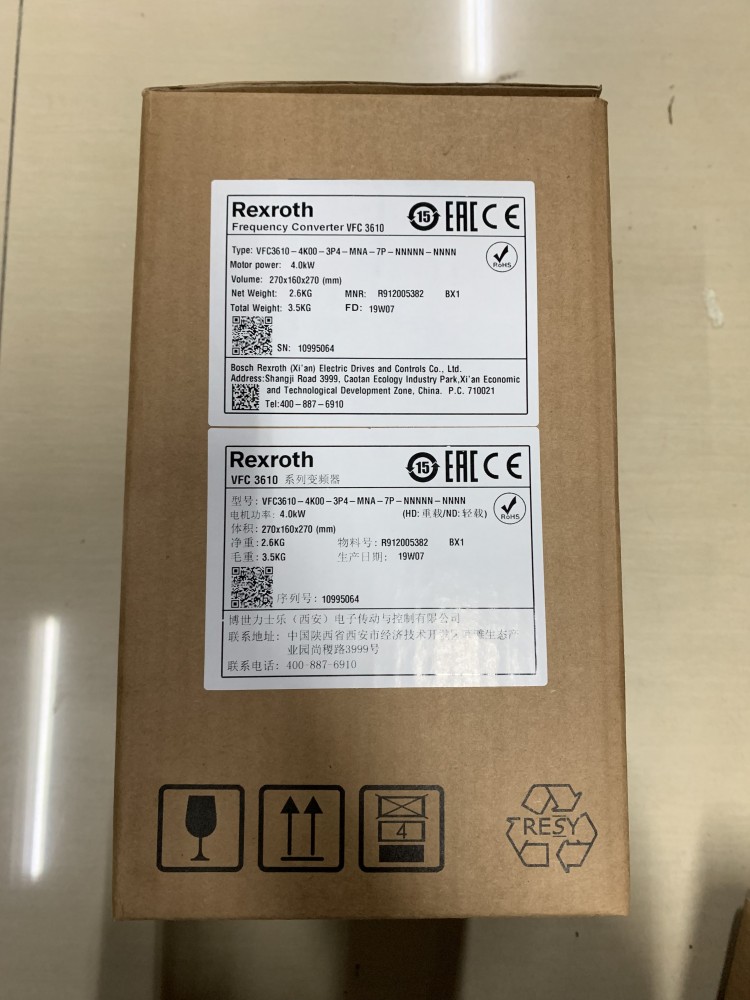 Rexroth
Frequency Converter VFC 3610
15 EAC CE
Type: VFC3610-4K00-3P4-MNA-7P-NNNNN-NNNN
Motor power: 4.0kW
RoHS
Volume: 270x160x270 (mm)
Net Weight: 2.6KG MNR: R912005382 BX1
Total Weight: 3.5KG FD: 19W07
SN: 10995064
Bosch Rexroth (Xi'an) Electric Drives and Controls Co., Ltd.
Address:Shangji Road 3999, Caotan Ecology Industry Park,Xi'an Economic
and Technological Development Zone, China. P.C. 710021
Tel:400-887-6910
Rexroth
VFC 3610 系列变频器
15 EAC CE
型号: VFC3610-4K00-3P4-MNA-7P-NNNNN-NNNN
电机功率: 4.0kW (HD: 重载/ND: 轻载)
RoHS
体积: 270x160x270 (mm)
净重: 2.6KG 物料号: R912005382 BX1
毛重: 3.5KG 生产日期: 19W07
序列号: 10995064
博世力士乐（西安）电子传动与控制有限公司
联系地址: 中国陕西省西安市经济技术开 生态产
业园尚稷路3999号
联系电话: 400-887-6910
4
RESY